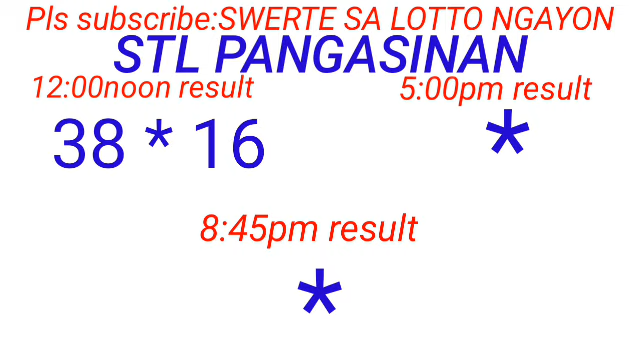 Pls subscribe:SWERTE SA LOTTO NGAYON
STL PANGASINAN
12:00noon result
5:00pm result
38 * 16
*
8:45pm result
*